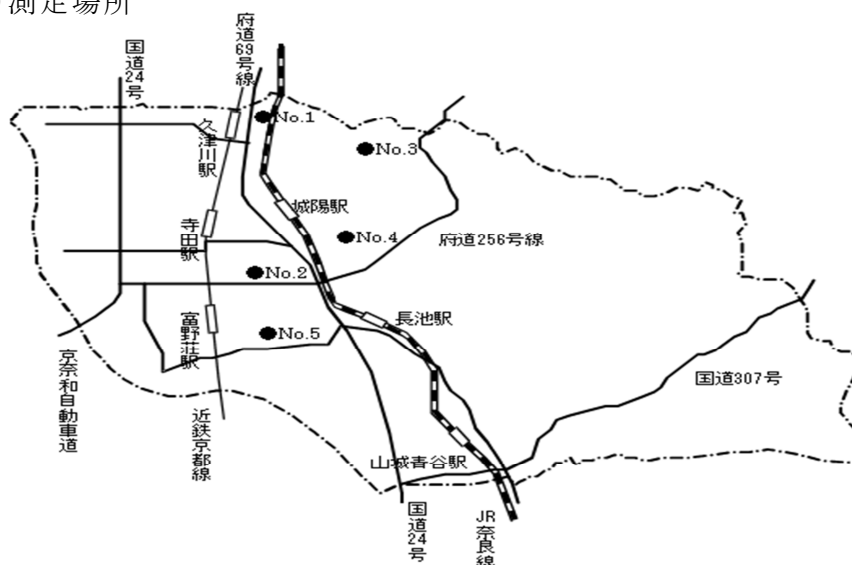 測定場所
府道69号線
国道24号
No.1
久津川駅
No.3
城陽駅
寺田駅
No.4
府道256号線
No.2
長池駅
富野荘駅
No.5
国道307号
京奈和自動車道
近鉄京都線
山城青谷駅
国道24号
JR奈良線